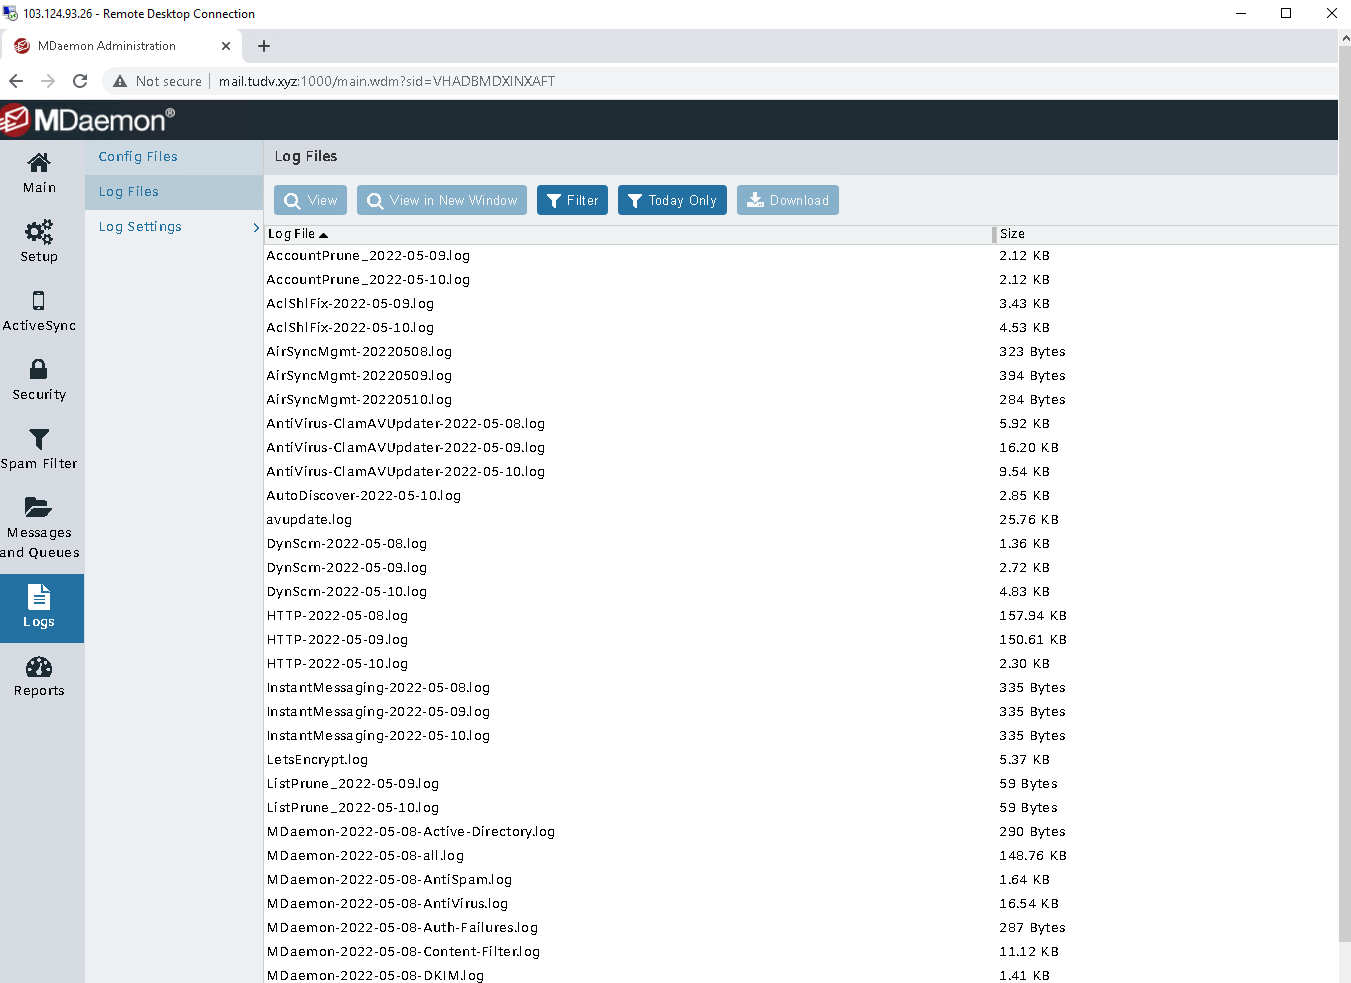 103.124.93.26 - Remote Desktop Connection
MDaemon Administration
Not secure mail.tudv.xyz:1000/main.wdm?sid=VHADBMDXINXAFT
MDaemon®
Main
Setup
ActiveSync
Security
Spam Filter
Messages
and Queues
Logs
Reports
Config Files
Log Files
Log Settings
Log Files
View View in New Window Filter Today Only Download
Log File Size
AccountPrune_2022-05-09.log 2.12 KB
AccountPrune_2022-05-10.log 2.12 KB
AclShlFix-2022-05-09.log 3.43 KB
AclShlFix-2022-05-10.log 4.53 KB
AirSyncMgmt-20220508.log 323 Bytes
AirSyncMgmt-20220509.log 394 Bytes
AirSyncMgmt-20220510.log 284 Bytes
AntiVirus-ClamAVUpdater-2022-05-08.log 5.92 KB
AntiVirus-ClamAVUpdater-2022-05-09.log 16.20 KB
AntiVirus-ClamAVUpdater-2022-05-10.log 9.54 KB
AutoDiscover-2022-05-10.log 2.85 KB
avupdate.log 25.76 KB
DynScrn-2022-05-08.log 1.36 KB
DynScrn-2022-05-09.log 2.72 KB
DynScrn-2022-05-10.log 4.83 KB
HTTP-2022-05-08.log 157.94 KB
HTTP-2022-05-09.log 150.61 KB
HTTP-2022-05-10.log 2.30 KB
InstantMessaging-2022-05-08.log 335 Bytes
InstantMessaging-2022-05-09.log 335 Bytes
InstantMessaging-2022-05-10.log 335 Bytes
LetsEncrypt.log 5.37 KB
ListPrune_2022-05-09.log 59 Bytes
ListPrune_2022-05-10.log 59 Bytes
MDaemon-2022-05-08-Active-Directory.log 290 Bytes
MDaemon-2022-05-08-all.log 148.76 KB
MDaemon-2022-05-08-AntiSpam.log 1.64 KB
MDaemon-2022-05-08-AntiVirus.log 16.54 KB
MDaemon-2022-05-08-Auth-Failures.log 287 Bytes
MDaemon-2022-05-08-Content-Filter.log 11.12 KB
MDaemon-2022-05-08-DKIM.log 1.41 KB